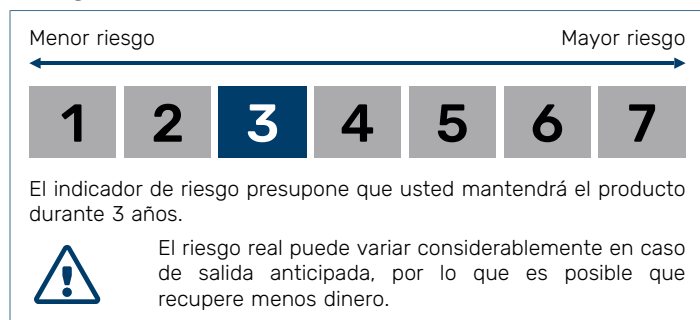 Menor riesgo Mayor riesgo
1 2 3 4 5 6 7
El indicador de riesgo presupone que usted mantendrá el producto
durante 3 años.
El riesgo real puede variar considerablemente en caso
de salida anticipada, por lo que es posible que
recupere menos dinero.